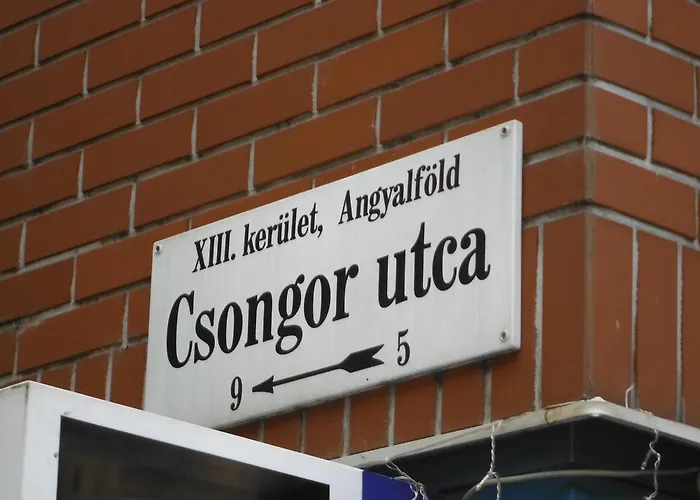 XIII. kerület, Angyalföld
Csongor utca
9 ← 5